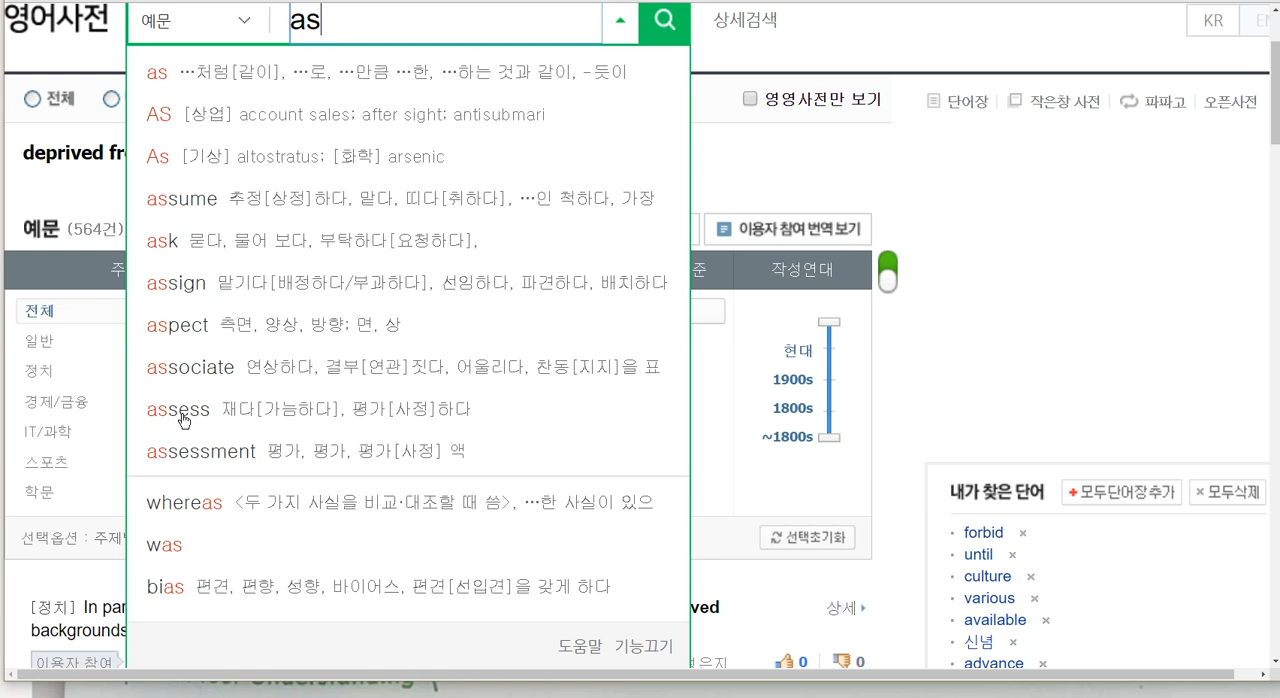 영어사전 예문 as 상세검색 KR EN
as …처럼[같이], …로, …만큼 …한, …하는 것과 같이, -듯이
전체 영영사전만 보기 단어장 작은창 사전 파파고 오픈사전
AS [상업] account sales; after sight; antisubmari
deprived
As [기상] altostratus; [화학] arsenic
assume 추정[상정]하다, 맡다, 띠다[취하다], …인 척하다, 가장
예문 (564건) 이용자 참여 번역 보기
ask 묻다, 물어 보다, 부탁하다[요청하다],
주 준 작성연대
assign 맡기다[배정하다/부과하다], 선임하다, 파견하다, 배치하다
전체
aspect 측면, 양상, 방향; 면, 상
일반 현대
정치 1900s
associate 연상하다, 결부[연관]짓다, 어울리다, 찬동[지지]을 표
경제/금융 1800s
assess 재다[가늠하다], 평가[사정]하다
IT/과학 ~1800s
assessment 평가, 평가, 평가[사정] 액
스포츠
학문 내가 찾은 단어 +모두단어장추가 ×모두삭제
whereas <두 가지 사실을 비교·대조할 때 씀>, …한 사실이 있으
선택옵션 : 주제 선택초기화 forbid ×
was
until ×
culture ×
bias 편견, 편향, 성향, 바이어스, 편견[선입견]을 갖게 하다
various ×
[정치] In 상세 available ×
backgrounds 신념 ×
도움말 기능끄기
이용자 참여 0 0 advance ×